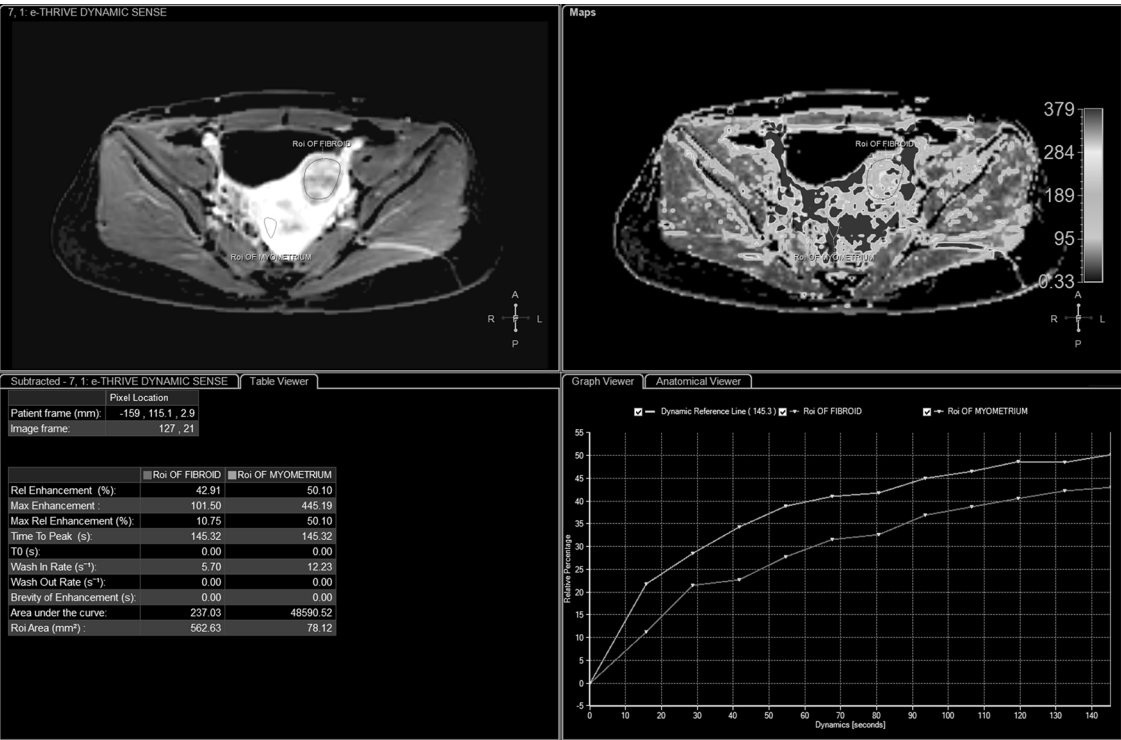 7, 1: e-THRIVE DYNAMIC SENSE
Roi OF FIBROID
Roi OF MYOMETRIUM
A
R F L
P
Maps
Roi OF FIBROID
Roi OF MYOMETRIUM
379
284
189
95
0.33
A
R F L
P
Subtracted - 7, 1: e-THRIVE DYNAMIC SENSE Table Viewer
Pixel Location
Patient frame (mm): -159 , 115.1 , 2.9
Image frame: 127 , 21
Roi OF FIBROID Roi OF MYOMETRIUM
Rel Enhancement (%): 42.91 50.10
Max Enhancement : 101.50 445.19
Max Rel Enhancement (%): 10.75 50.10
Time To Peak (s): 145.32 145.32
T0 (s): 0.00 0.00
Wash In Rate (s⁻¹): 5.70 12.23
Wash Out Rate (s⁻¹): 0.00 0.00
Brevity of Enhancement (s): 0.00 0.00
Area under the curve: 237.03 48590.52
Roi Area (mm²) : 562.63 78.12
Graph Viewer Anatomical Viewer
Dynamic Reference Line ( 145.3 ) Roi OF FIBROID Roi OF MYOMETRIUM
Relative Percentage
55
50
45
40
35
30
25
20
15
10
5
0
-5
0 10 20 30 40 50 60 70 80 90 100 110 120 130 140
Dynamics [seconds]